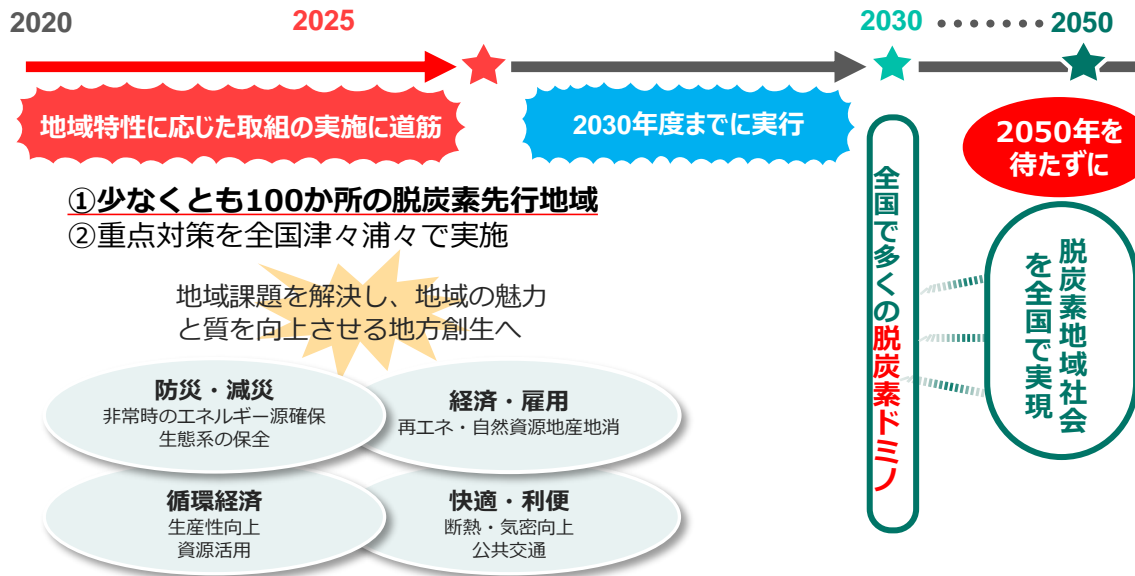 2020
2025
2030
2050
地域特性に応じた取組の実施に道筋
2030年度までに実行
①少なくとも100か所の脱炭素先行地域
②重点対策を全国津々浦々で実施
地域課題を解決し、地域の魅力
と質を向上させる地方創生へ
防災・減災
非常時のエネルギー源確保
生態系の保全
経済・雇用
再エネ・自然資源地産地消
循環経済
生産性向上
資源活用
快適・利便
断熱・気密向上
公共交通
全国で多くの脱炭素ドミノ
2050年を
待たずに
脱炭素地域社会
を全国で実現